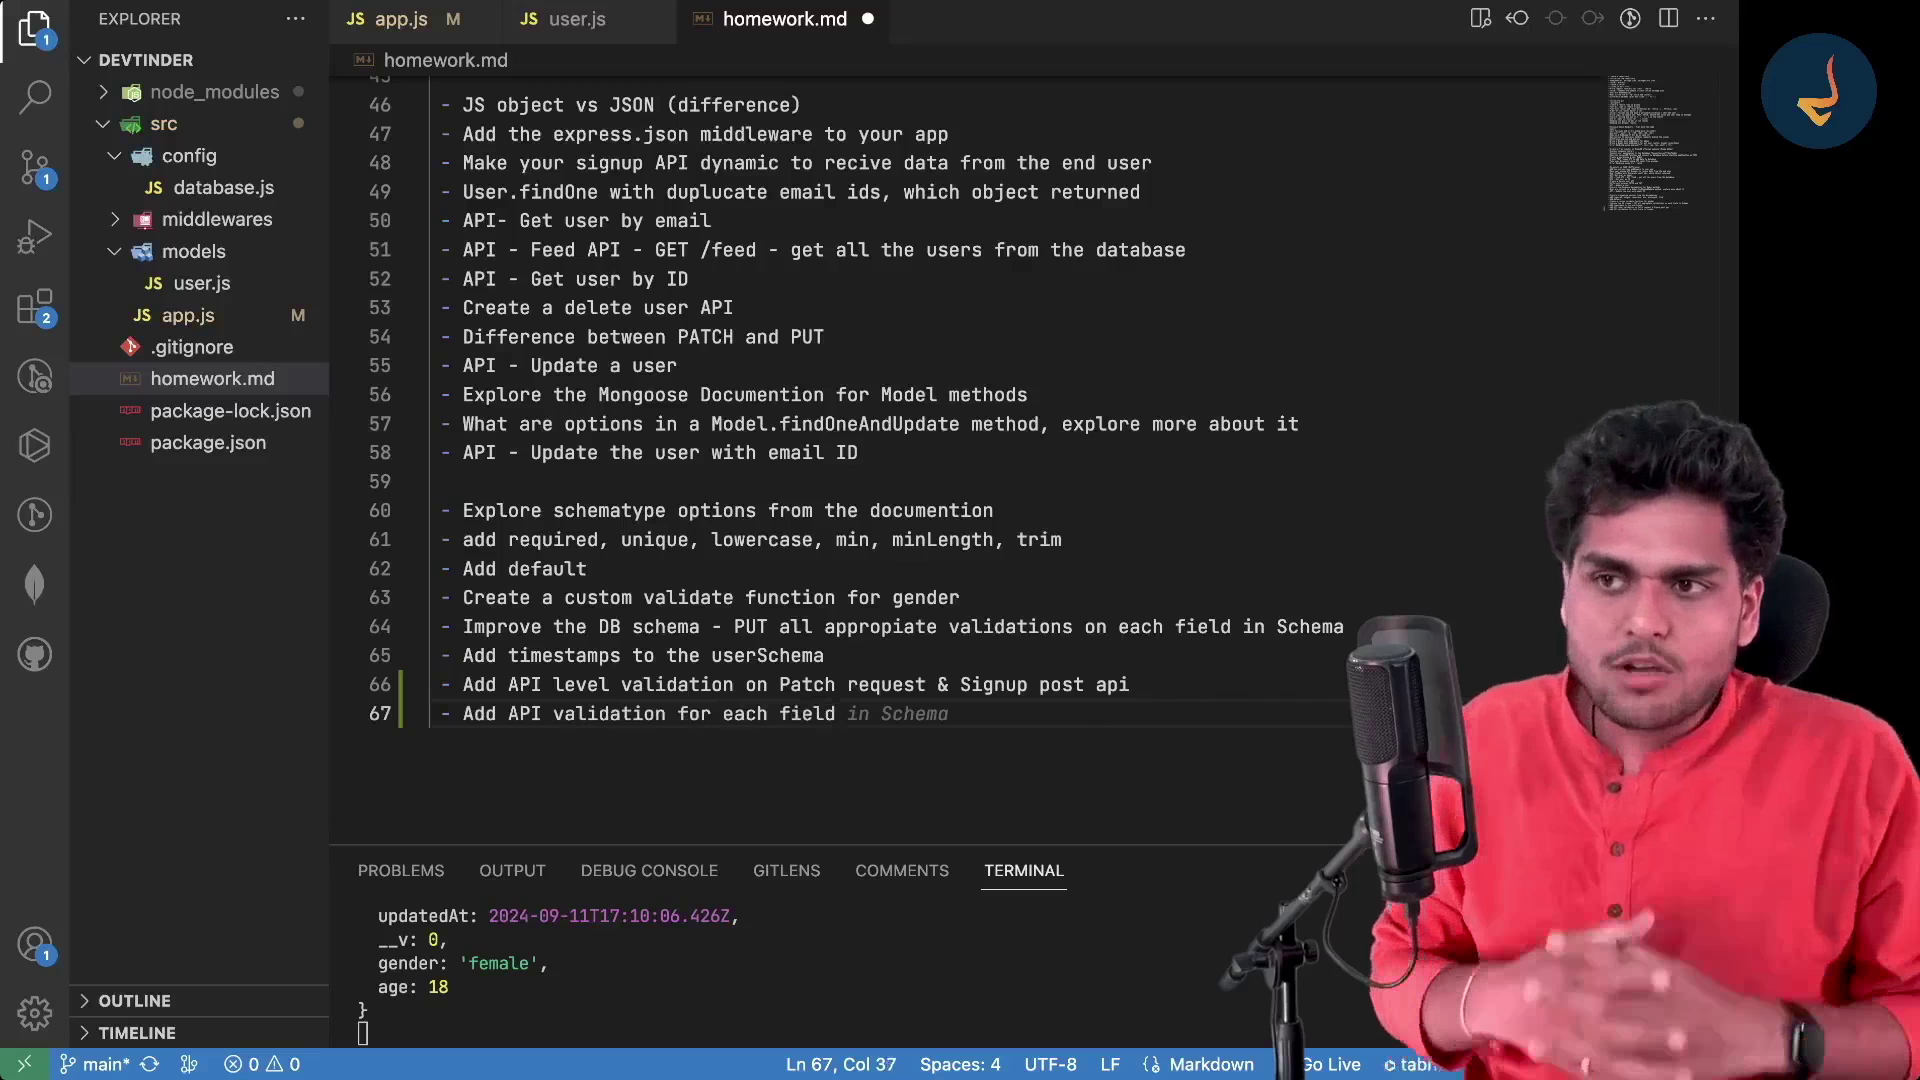 EXPLORER
DEVTINDER
node_modules
src
config
JS database.js
middlewares
models
JS user.js
JS app.js M
.gitignore
homework.md
package-lock.json
package.json
OUTLINE
TIMELINE
JS app.js M
JS user.js
homework.md
homework.md
46 - JS object vs JSON (difference)
47 - Add the express.json middleware to your app
48 - Make your signup API dynamic to recive data from the end user
49 - User.findOne with duplucate email ids, which object returned
50 - API- Get user by email
51 - API - Feed API - GET /feed - get all the users from the database
52 - API - Get user by ID
53 - Create a delete user API
54 - Difference between PATCH and PUT
55 - API - Update a user
56 - Explore the Mongoose Documention for Model methods
57 - What are options in a Model.findOneAndUpdate method, explore more about it
58 - API - Update the user with email ID
59
60 - Explore schematype options from the documention
61 - add required, unique, lowercase, min, minLength, trim
62 - Add default
63 - Create a custom validate function for gender
64 - Improve the DB schema - PUT all appropiate validations on each field in Schema
65 - Add timestamps to the userSchema
66 - Add API level validation on Patch request & Signup post api
67 - Add API validation for each field in Schema
PROBLEMS OUTPUT DEBUG CONSOLE GITLENS COMMENTS TERMINAL
updatedAt: 2024-09-11T17:10:06.426Z,
__v: 0,
gender: 'female',
age: 18
}
1
1
2
1
main* 0 0 Ln 67, Col 37 Spaces: 4 UTF-8 LF Markdown Go Live